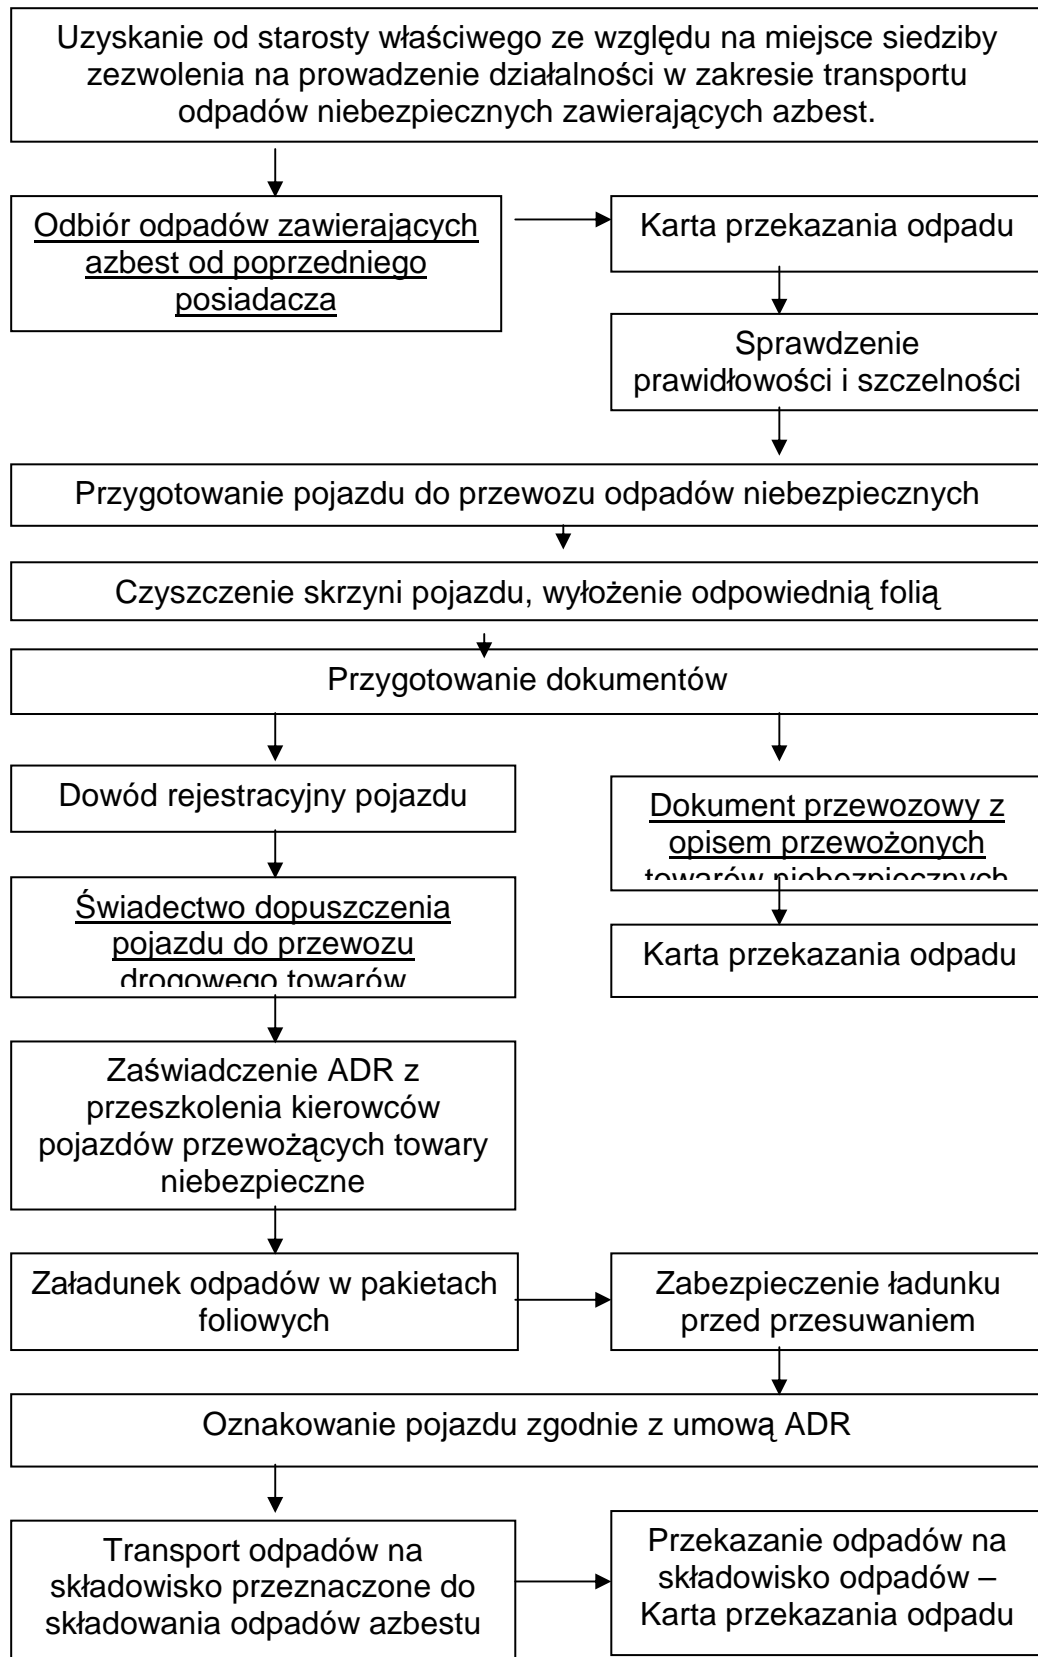 Uzyskanie od starosty właściwego ze względu na miejsce siedziby
zezwolenia na prowadzenie działalności w zakresie transportu
odpadów niebezpiecznych zawierających azbest.
Odbiór odpadów zawierających
azbest od poprzedniego
posiadacza
Karta przekazania odpadu
Sprawdzenie
prawidłowości i szczelności
Przygotowanie pojazdu do przewozu odpadów niebezpiecznych
Czyszczenie skrzyni pojazdu, wyłożenie odpowiednią folią
Przygotowanie dokumentów
Dowód rejestracyjny pojazdu
Świadectwo dopuszczenia
pojazdu do przewozu
drogowego towarów
Zaświadczenie ADR z
przeszkolenia kierowców
pojazdów przewożących towary
niebezpieczne
Dokument przewozowy z
opisem przewożonych
towarów niebezpiecznych
Karta przekazania odpadu
Załadunek odpadów w pakietach
foliowych
Zabezpieczenie ładunku
przed przesuwaniem
Oznakowanie pojazdu zgodnie z umową ADR
Transport odpadów na
składowisko przeznaczone do
składowania odpadów azbestu
Przekazanie odpadów na
składowisko odpadów –
Karta przekazania odpadu